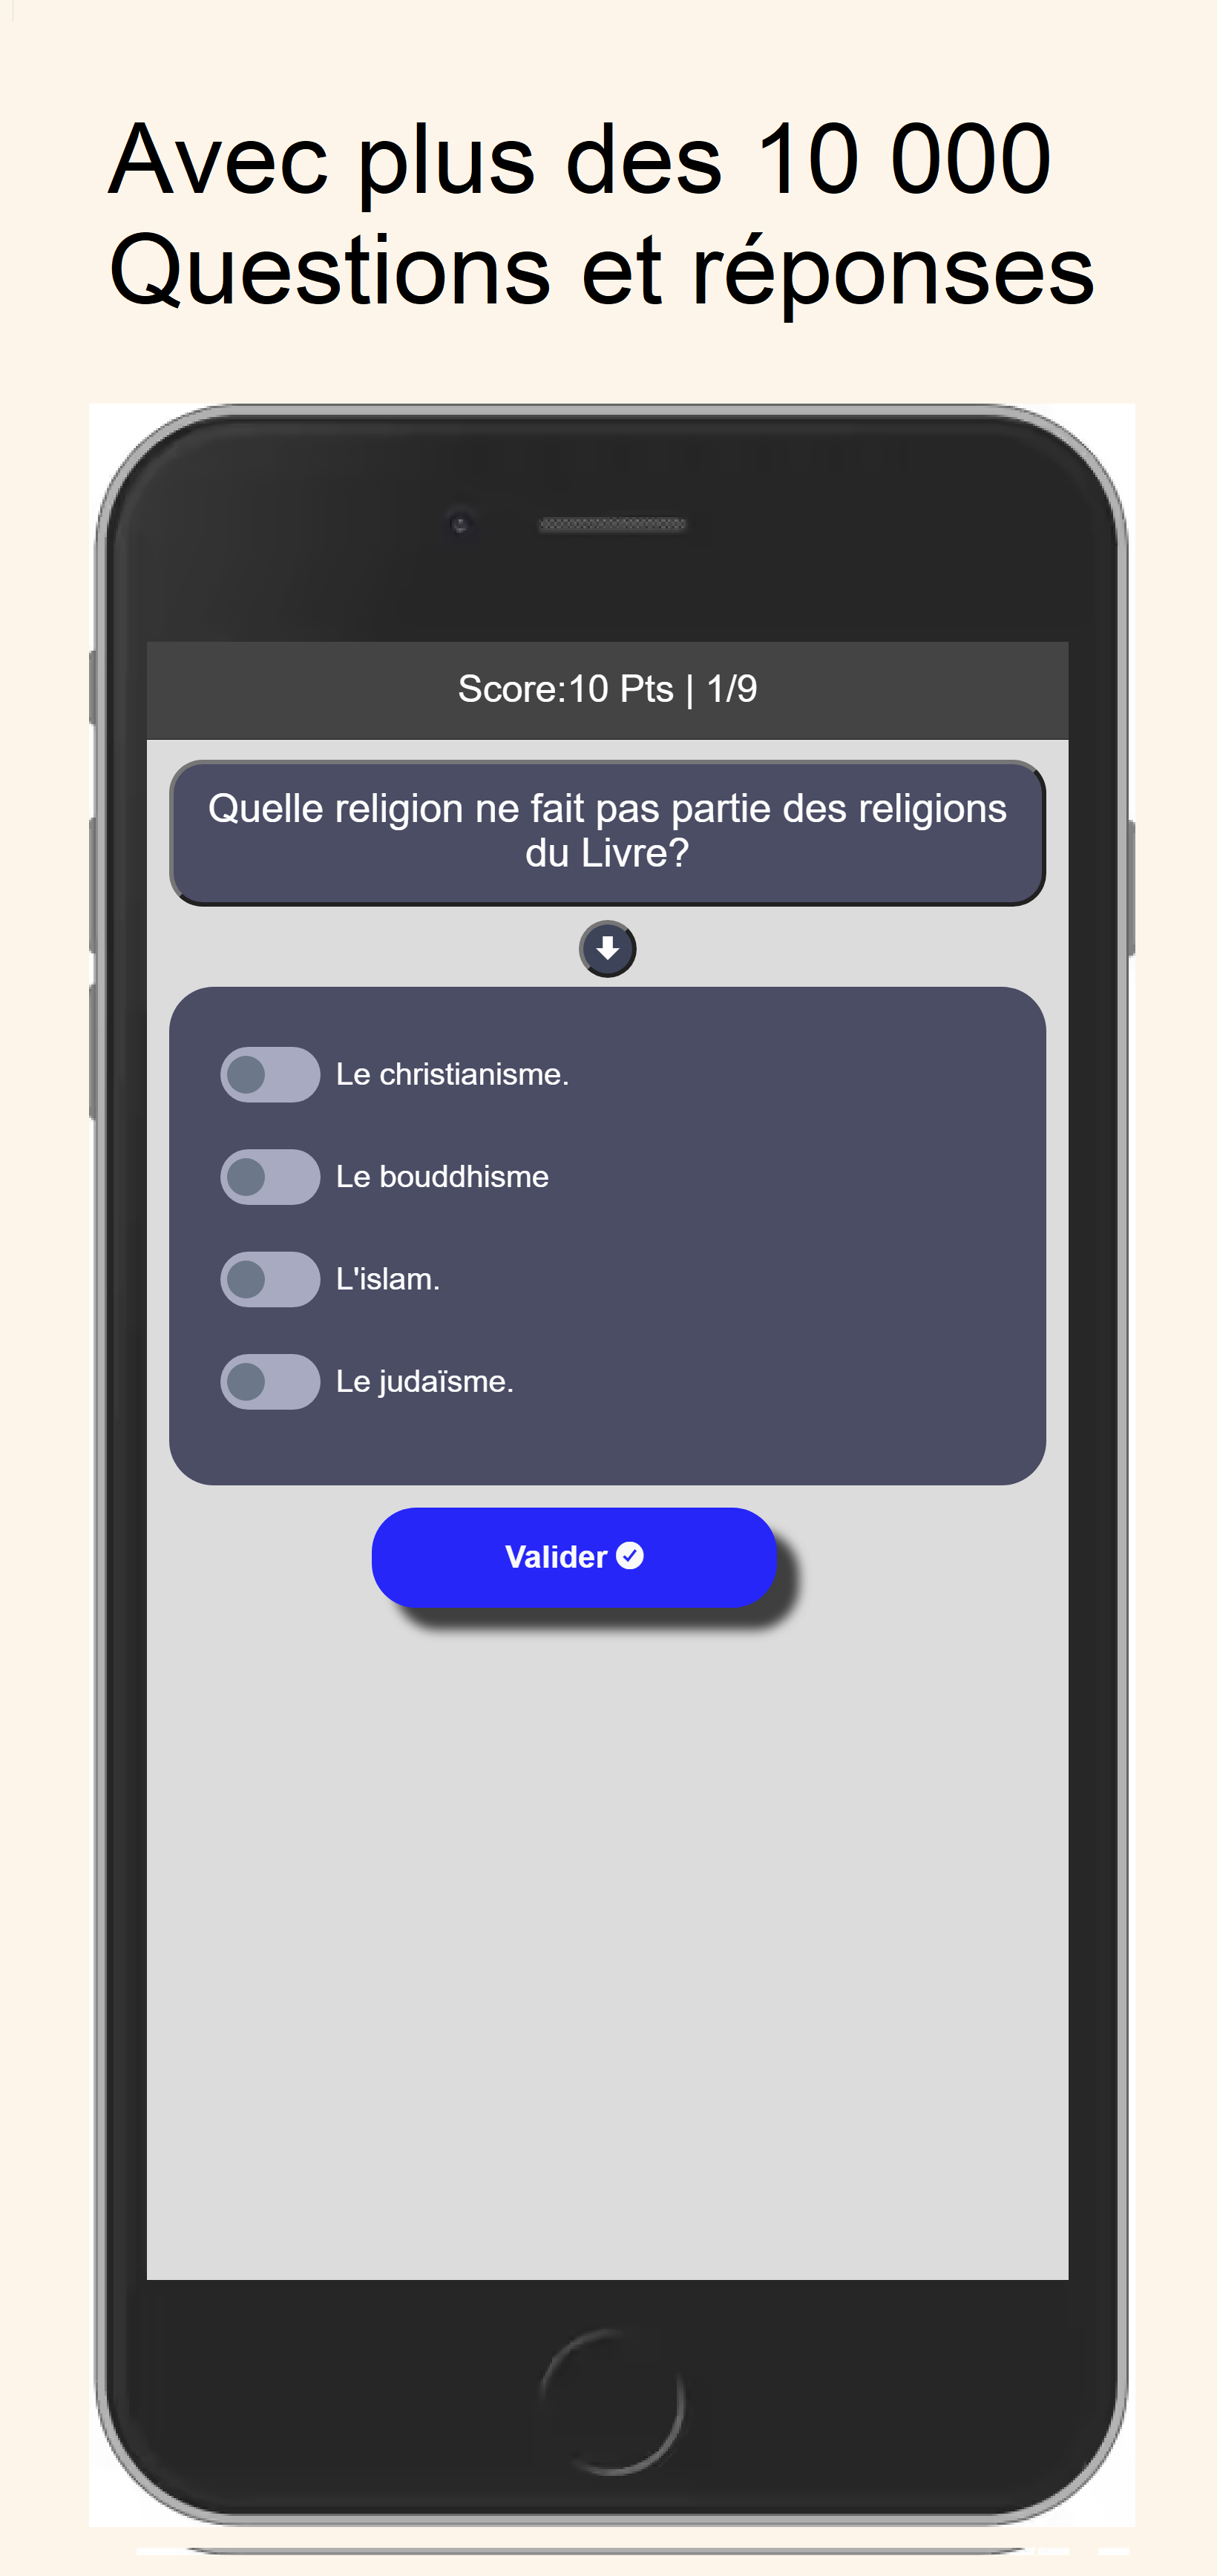 Avec plus des 10 000
Questions et réponses
Score:10 Pts | 1/9
Quelle religion ne fait pas partie des religions
du Livre?
Le christianisme.
Le bouddhisme
L'islam.
Le judaïsme.
Valider